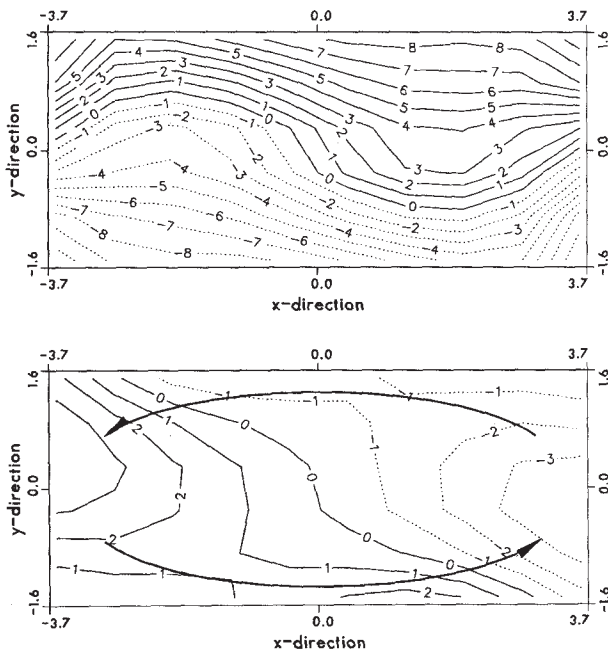 -3.7 0.0 3.7
1.6 1.6
8 8
7 7 7
6 6
5 5 5
4 4 4
3 3 3 3
2 2 2 2
1 1 1 1
0 0 0 0
-1 -1 -1
-2 -2 -2
-3 -3 -3
-4 -4 -4
-5
-6 -6
-7 -7
-8 -8
y-direction
0.0 0.0
-1.6 -1.6
-3.7 0.0 3.7
x-direction
-3.7 0.0 3.7
1.6 1.6
0 -1 -1
1 -1 -2
2 -3
2 0
y-direction
0.0 0.0
2 0
1 1 1 2
2
-1.6 -1.6
-3.7 0.0 3.7
x-direction